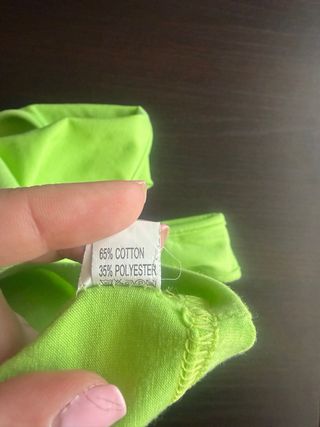 65% COTTON
35% POLYESTER